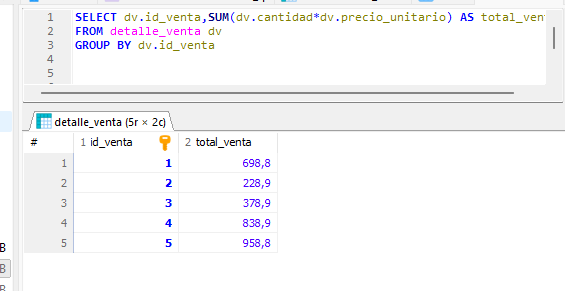 1 SELECT dv.id_venta,SUM(dv.cantidad*dv.precio_unitario) AS total_ven
2 FROM detalle_venta dv
3 GROUP BY dv.id_venta
4
5
detalle_venta (5r × 2c)
# 1 id_venta 2 total_venta
1 1 698,8
2 2 228,9
3 3 378,9
4 4 838,9
5 5 958,8
B
B
B